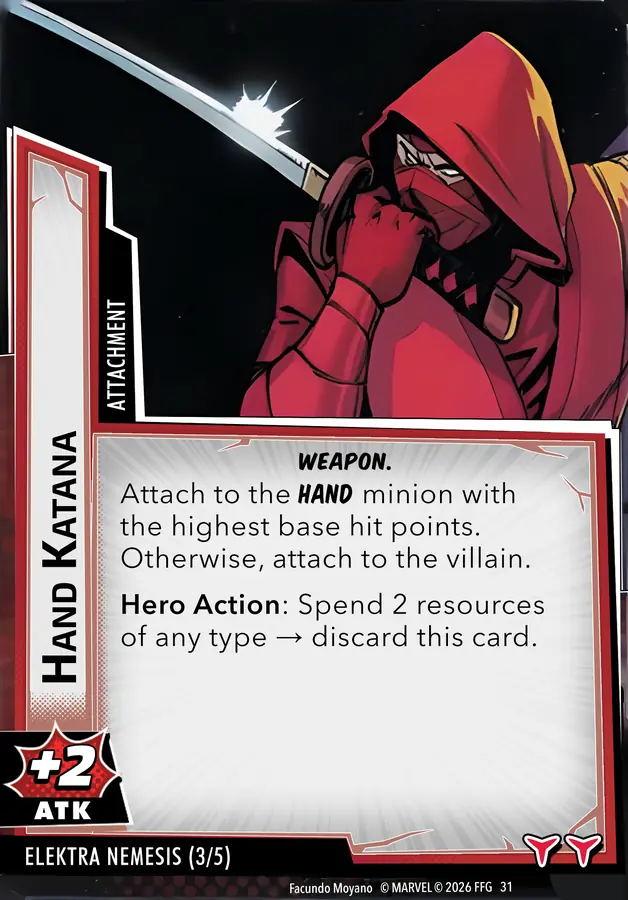 ATTACHMENT
HAND KATANA
WEAPON.
Attach to the HAND minion with
the highest base hit points.
Otherwise, attach to the villain.
Hero Action: Spend 2 resources
of any type → discard this card.
+2
ATK
ELEKTRA NEMESIS (3/5)
Facundo Moyano © MARVEL © 2026 FFG 31